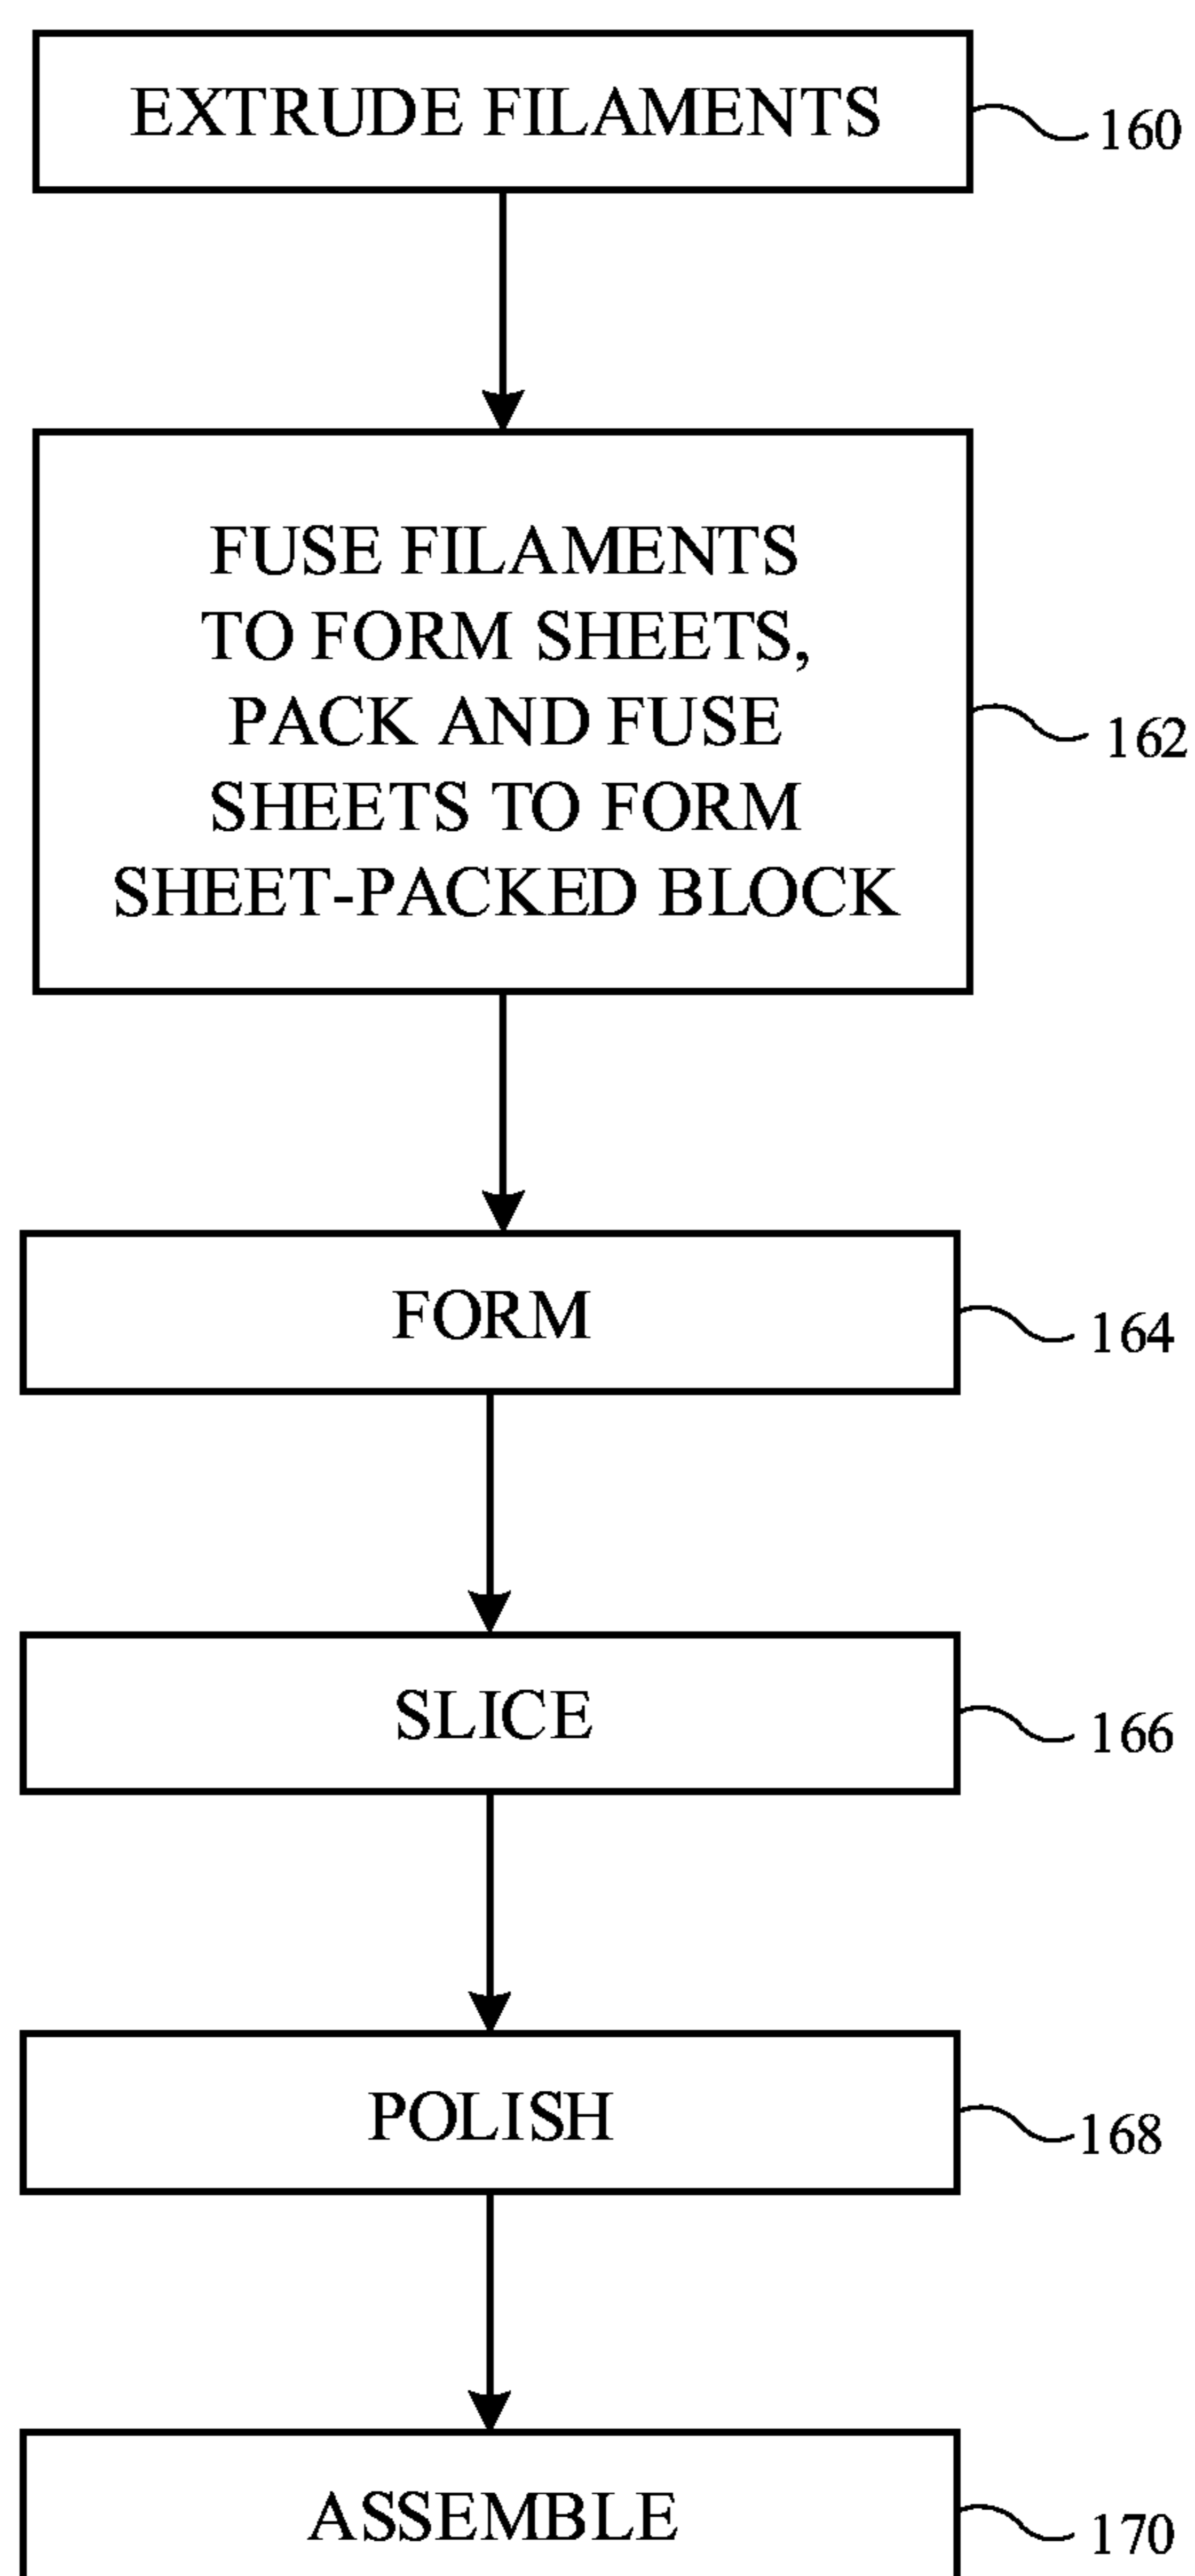 EXTRUDE FILAMENTS
160
FUSE FILAMENTS
TO FORM SHEETS,
PACK AND FUSE
SHEETS TO FORM
SHEET-PACKED BLOCK
162
FORM
164
SLICE
166
POLISH
168
ASSEMBLE
170